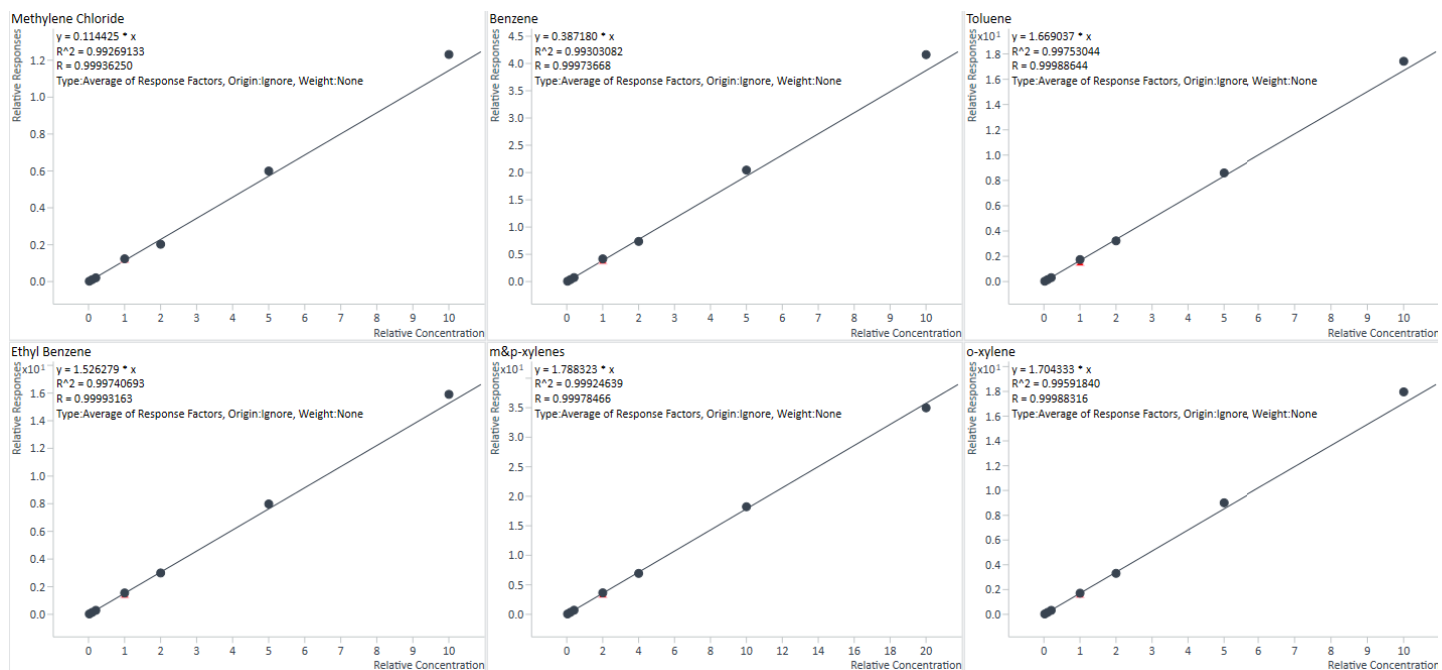 Methylene Chloride
Relative Responses
y = 0.114425 * x
R^2 = 0.99269133
R = 0.99936250
Type:Average of Response Factors, Origin:Ignore, Weight:None
1.2
1.0
0.8
0.6
0.4
0.2
0.0
0 1 2 3 4 5 6 7 8 9 10
Relative Concentration
Benzene
Relative Responses
y = 0.387180 * x
R^2 = 0.99303082
R = 0.99973668
Type:Average of Response Factors, Origin:Ignore, Weight:None
4.5
4.0
3.5
3.0
2.5
2.0
1.5
1.0
0.5
0.0
0 1 2 3 4 5 6 7 8 9 10
Relative Concentration
Toluene
Relative Responses
x10¹
y = 1.669037 * x
R^2 = 0.99753044
R = 0.99988644
Type:Average of Response Factors, Origin:Ignore, Weight:None
1.8
1.6
1.4
1.2
1.0
0.8
0.6
0.4
0.2
0.0
0 1 2 3 4 5 6 7 8 9 10
Relative Concentration
Ethyl Benzene
Relative Responses
x10¹
y = 1.526279 * x
R^2 = 0.99740693
R = 0.99993163
Type:Average of Response Factors, Origin:Ignore, Weight:None
1.6
1.4
1.2
1.0
0.8
0.6
0.4
0.2
0.0
0 1 2 3 4 5 6 7 8 9 10
Relative Concentration
m&p-xylenes
Relative Responses
x10¹
y = 1.788323 * x
R^2 = 0.99924639
R = 0.99978466
Type:Average of Response Factors, Origin:Ignore, Weight:None
3.5
3.0
2.5
2.0
1.5
1.0
0.5
0.0
0 2 4 6 8 10 12 14 16 18 20
Relative Concentration
o-xylene
Relative Responses
x10¹
y = 1.704333 * x
R^2 = 0.99591840
R = 0.99988316
Type:Average of Response Factors, Origin:Ignore, Weight:None
1.8
1.6
1.4
1.2
1.0
0.8
0.6
0.4
0.2
0.0
0 1 2 3 4 5 6 7 8 9 10
Relative Concentration